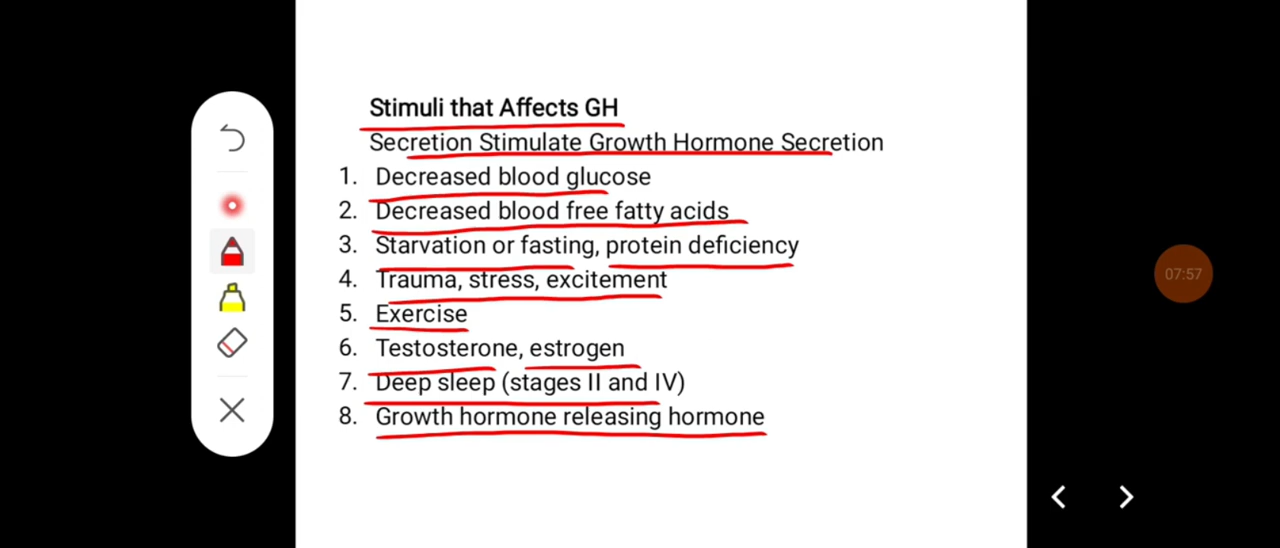 Stimuli that Affects GH
Secretion Stimulate Growth Hormone Secretion
1. Decreased blood glucose
2. Decreased blood free fatty acids
3. Starvation or fasting, protein deficiency
4. Trauma, stress, excitement
5. Exercise
6. Testosterone, estrogen
7. Deep sleep (stages II and IV)
8. Growth hormone releasing hormone
07:57